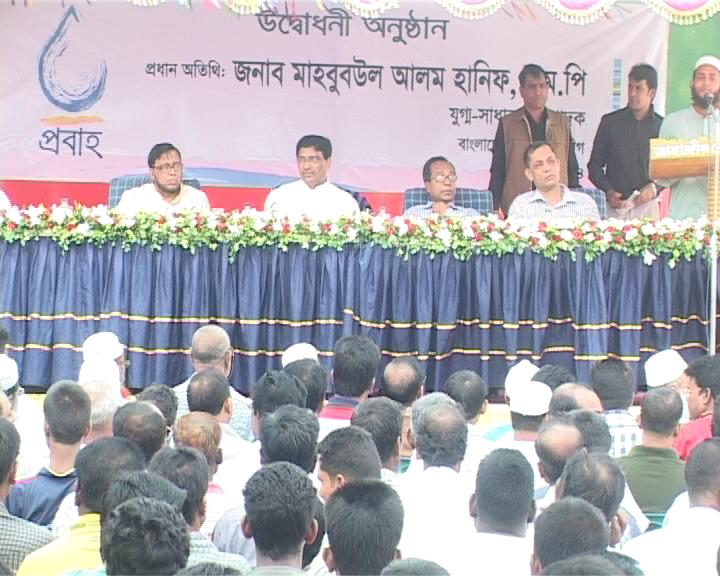 উদ্বোধনী অনুষ্ঠান
প্রধান অতিথি: জনাব মাহবুবউল আলম হানিফ, এম.পি
যুগ্ম-সাধারণ
প্রবাহ